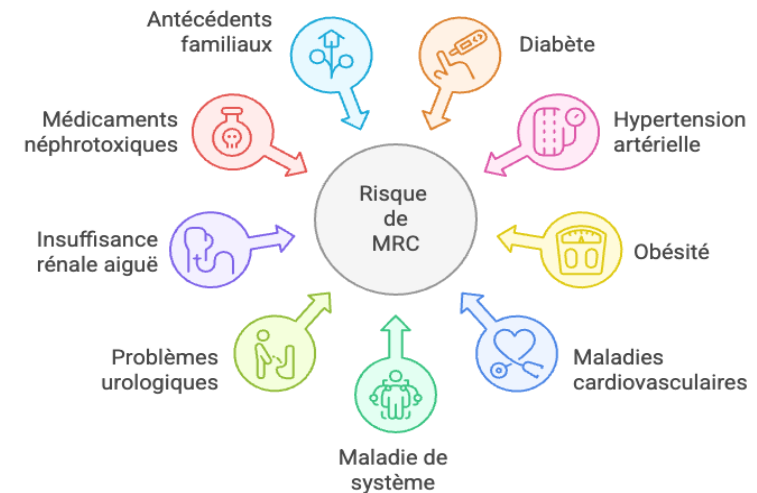 Antécédents
familiaux
Diabète
Médicaments
néphrotoxiques
Hypertension
artérielle
Risque
de
MRC
Insuffisance
rénale aiguë
Obésité
Problèmes
urologiques
Maladies
cardiovasculaires
Maladie de
système